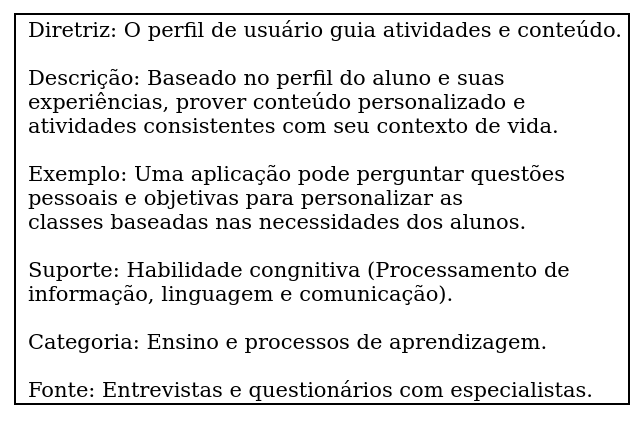 Diretriz: O perfil de usuário guia atividades e conteúdo.
Descrição: Baseado no perfil do aluno e suas
experiências, prover conteúdo personalizado e
atividades consistentes com seu contexto de vida.
Exemplo: Uma aplicação pode perguntar questões
pessoais e objetivas para personalizar as
classes baseadas nas necessidades dos alunos.
Suporte: Habilidade congnitiva (Processamento de
informação, linguagem e comunicação).
Categoria: Ensino e processos de aprendizagem.
Fonte: Entrevistas e questionários com especialistas.